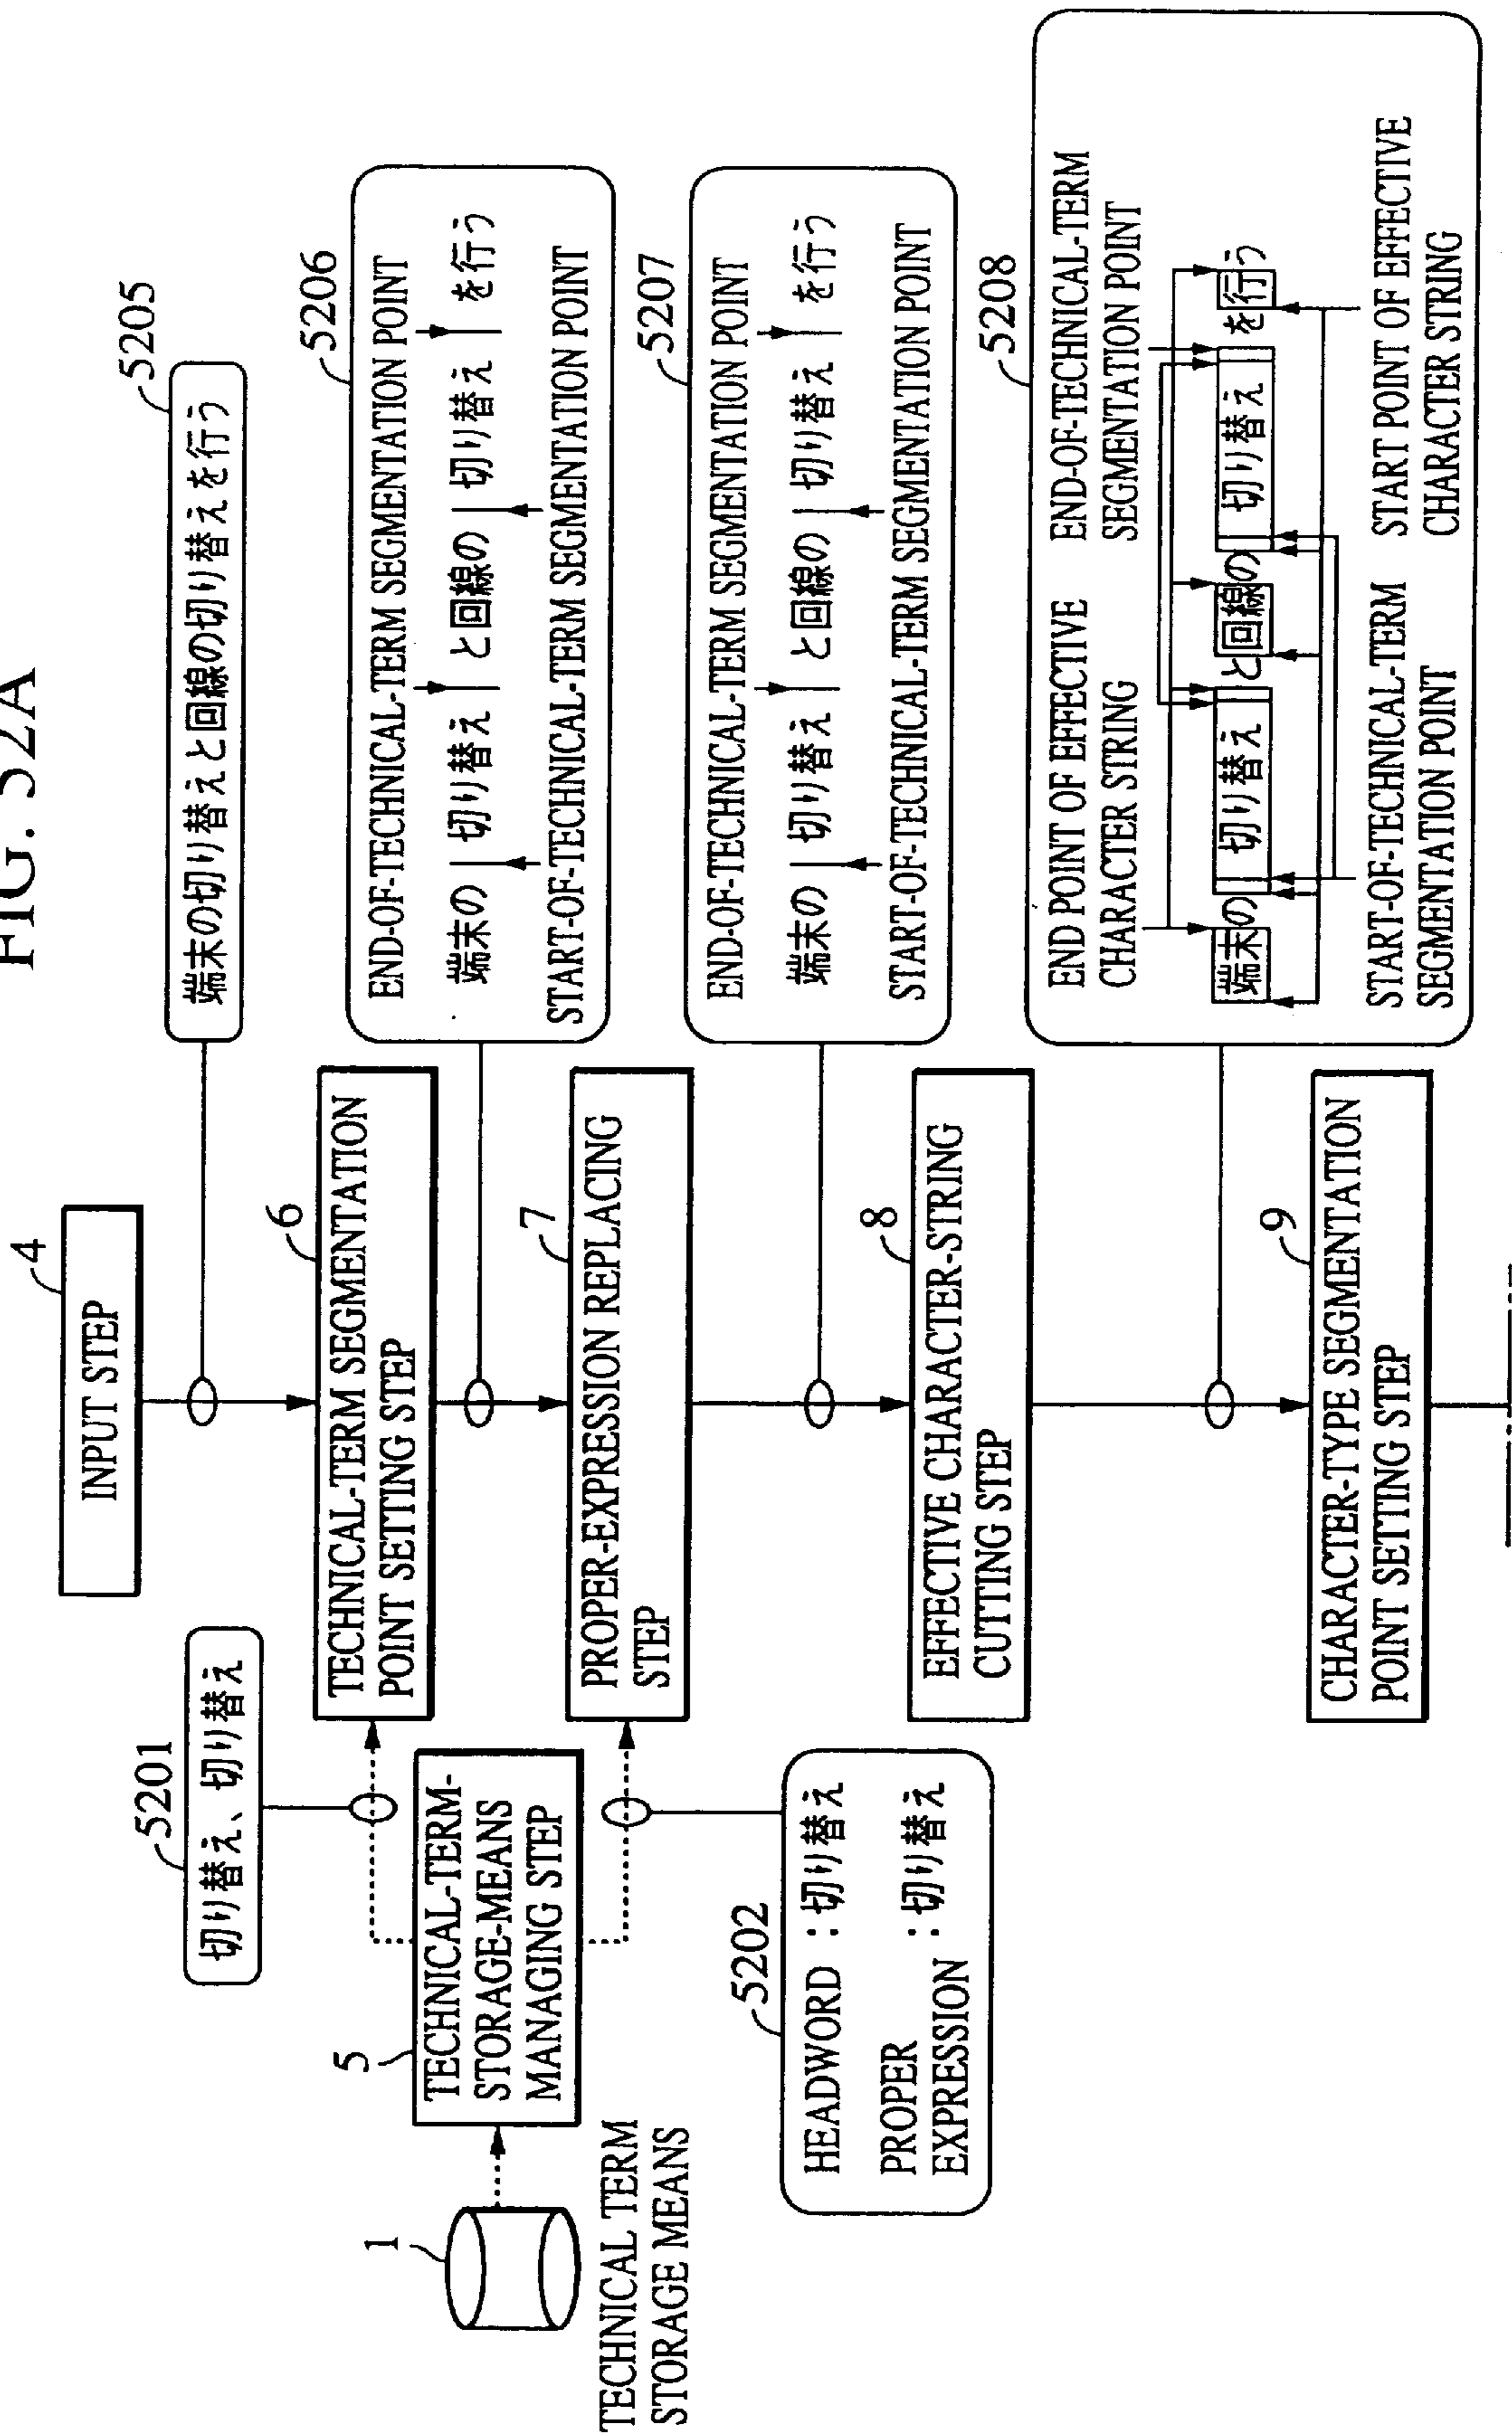 FIG. 52A
4
INPUT STEP
5205
端末の切り替えと回線の切り替えを行う
5201
切り替え、切り替え
6
TECHNICAL-TERM SEGMENTATION
POINT SETTING STEP
5206
END-OF-TECHNICAL-TERM SEGMENTATION POINT
端末の 切り替え と回線の 切り替え を行う
START-OF-TECHNICAL-TERM SEGMENTATION POINT
1
TECHNICAL TERM
STORAGE MEANS
5
TECHNICAL-TERM-
STORAGE-MEANS
MANAGING STEP
7
PROPER-EXPRESSION REPLACING
STEP
5202
HEADWORD :切り替え
PROPER
EXPRESSION :切り替え
5207
END-OF-TECHNICAL-TERM SEGMENTATION POINT
端末の 切り替え と回線の 切り替え を行う
START-OF-TECHNICAL-TERM SEGMENTATION POINT
8
EFFECTIVE CHARACTER-STRING
CUTTING STEP
5208
END POINT OF EFFECTIVE
CHARACTER STRING
END-OF-TECHNICAL-TERM
SEGMENTATION POINT
端末の 切り替え と回線の 切り替え を行う
START-OF-TECHNICAL-TERM
SEGMENTATION POINT
START POINT OF EFFECTIVE
CHARACTER STRING
9
CHARACTER-TYPE SEGMENTATION
POINT SETTING STEP